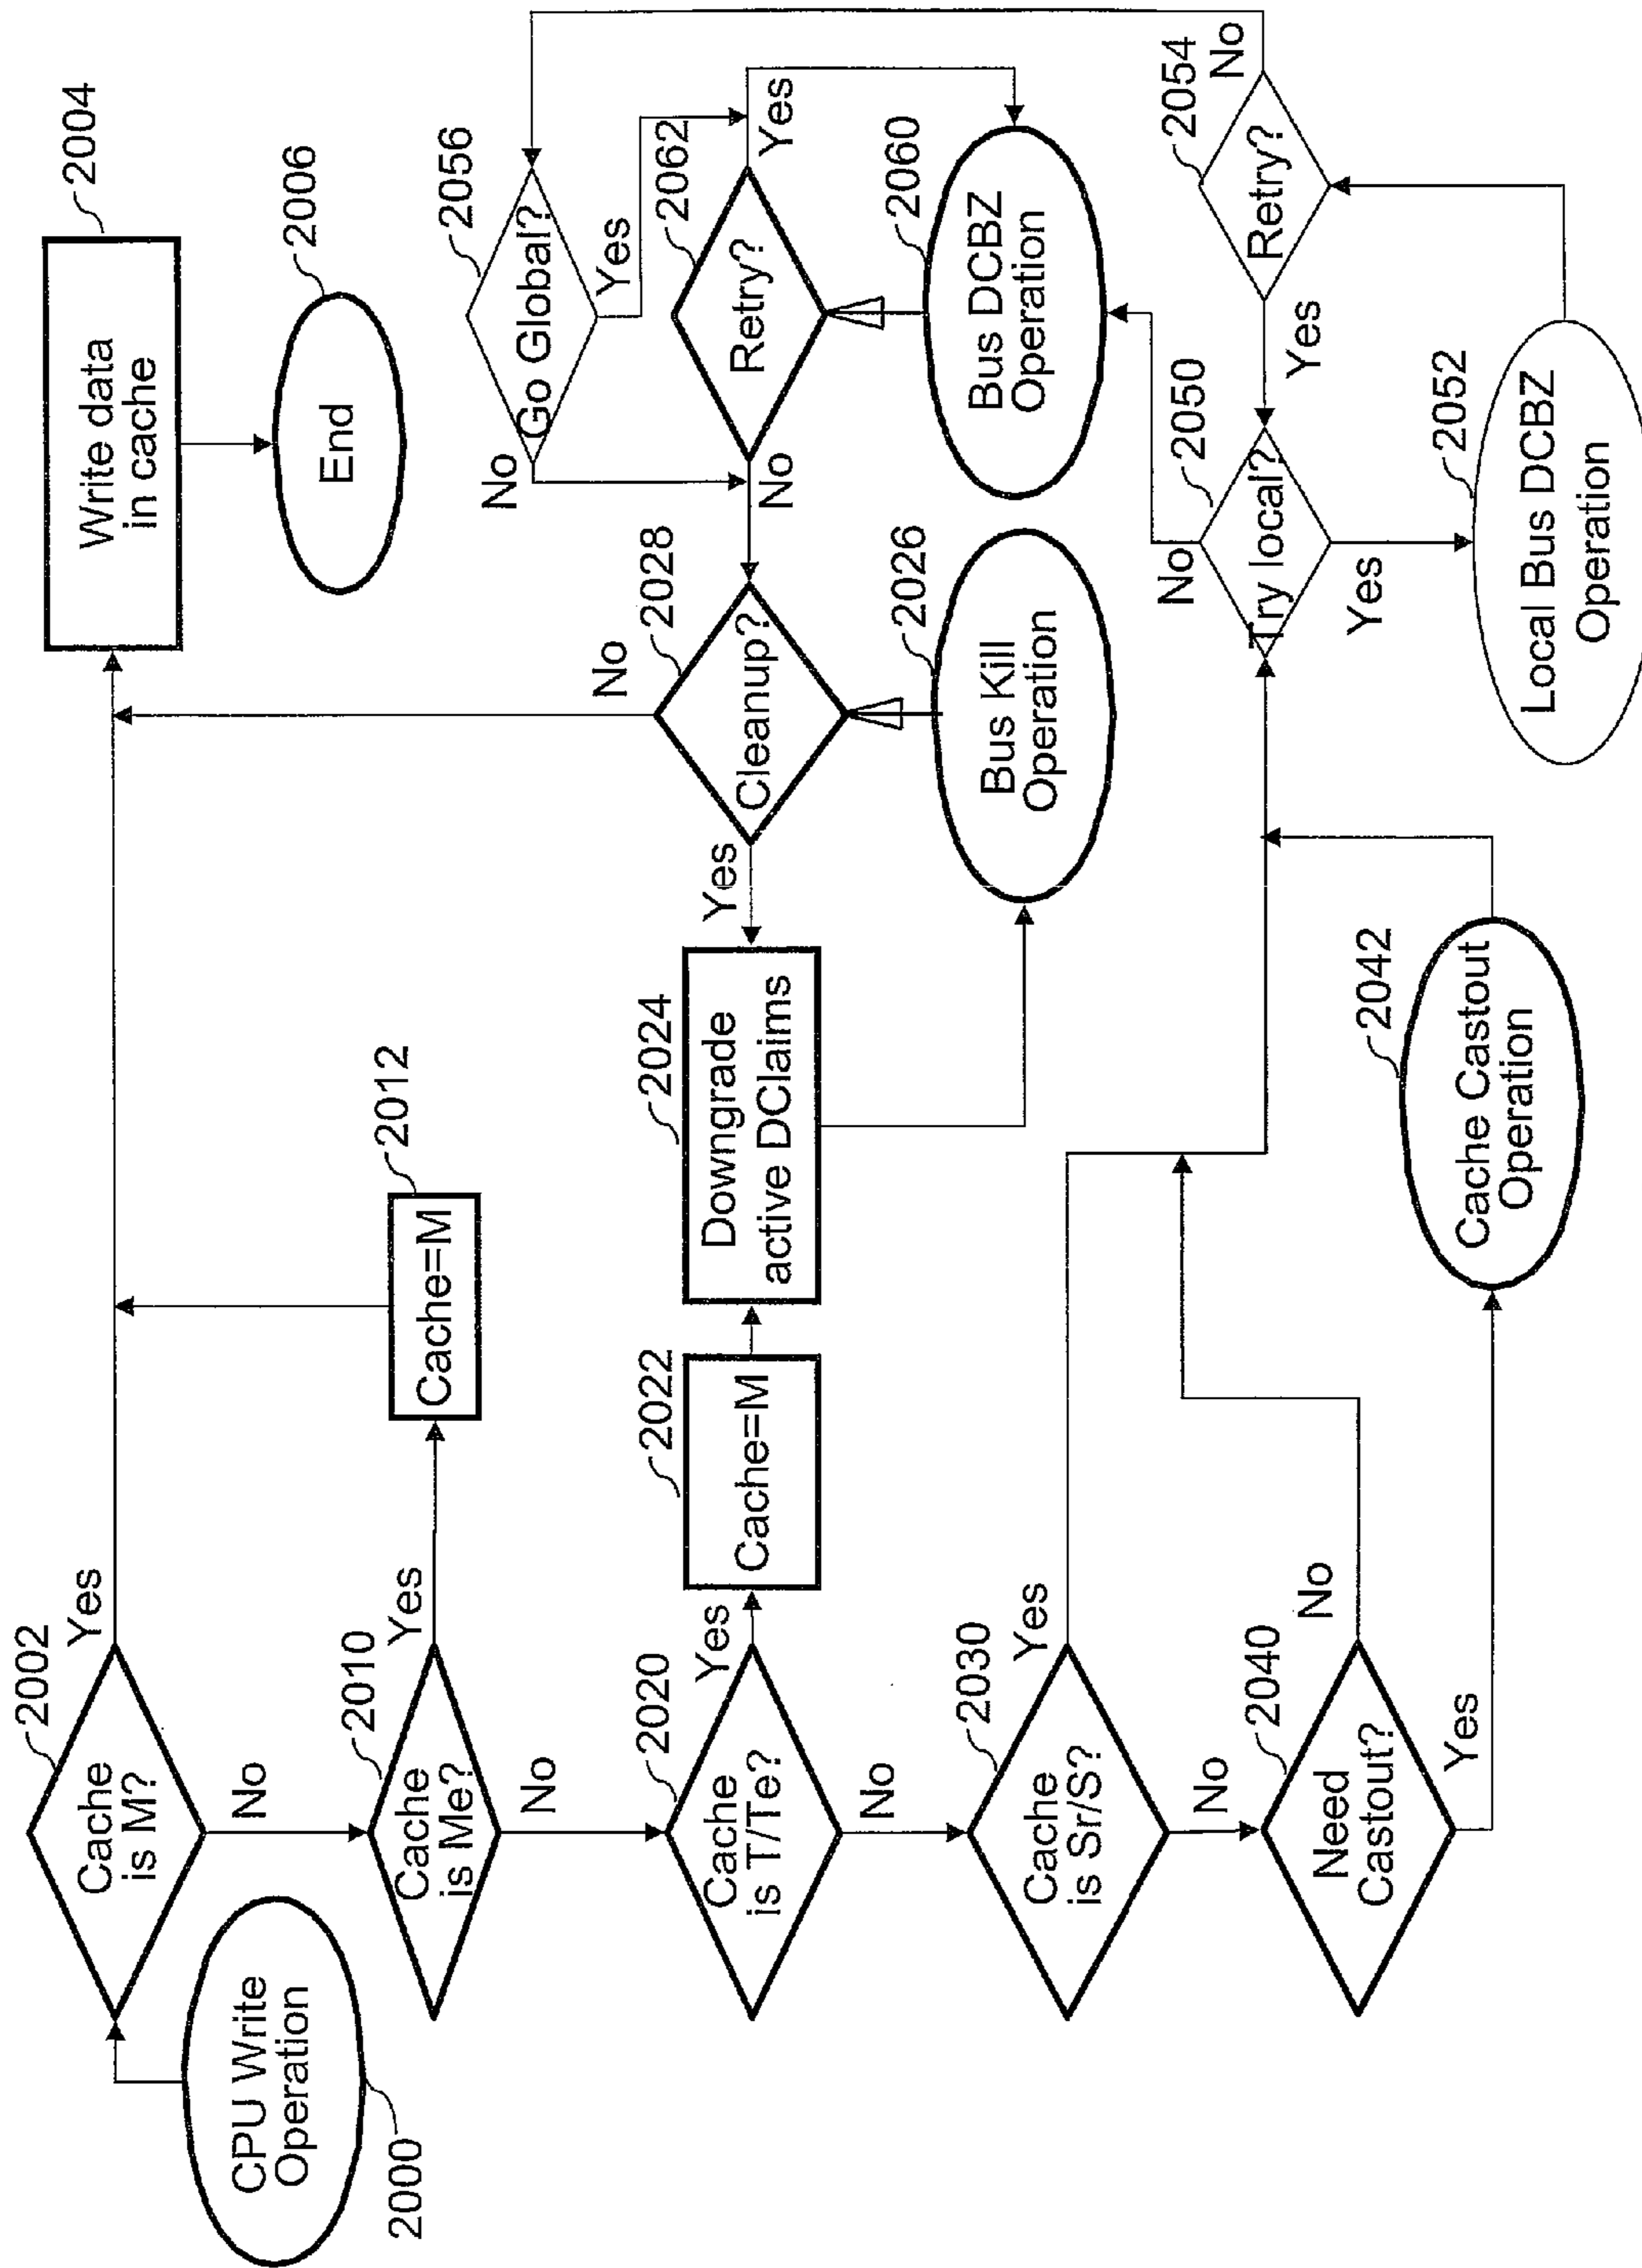 2000
CPU Write
Operation
2002
Cache
is M?
Yes
No
2004
Write data
in cache
2006
End
2010
Cache
is Me?
Yes
No
2012
Cache=M
2020
Cache
is T/Te?
Yes
No
2022
Cache=M
2024
Downgrade
active DClaims
Yes
2028
Cleanup?
No
2026
Bus Kill
Operation
2056
Go Global?
No
Yes
2062
Retry?
No
Yes
2060
Bus DCBZ
Operation
2030
Cache
is Sr/S?
Yes
No
2040
Need
Castout?
No
Yes
2042
Cache Castout
Operation
2050
Try local?
No
Yes
2054
Retry?
No
Yes
2052
Local Bus DCBZ
Operation